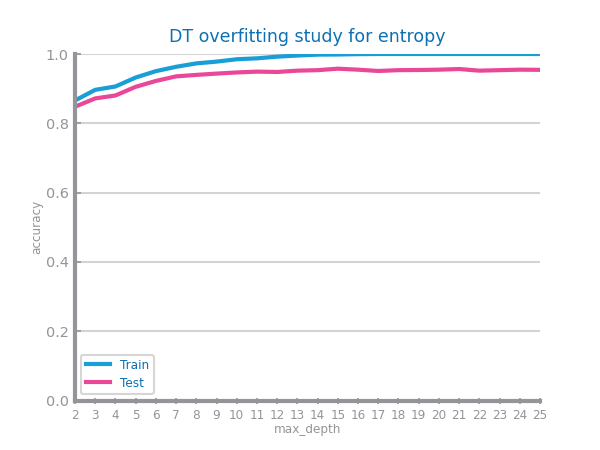 DT overfitting study for entropy
1.0
0.8
0.6
0.4
0.2
0.0
accuracy
Train
Test
2 3 4 5 6 7 8 9 10 11 12 13 14 15 16 17 18 19 20 21 22 23 24 25
max_depth